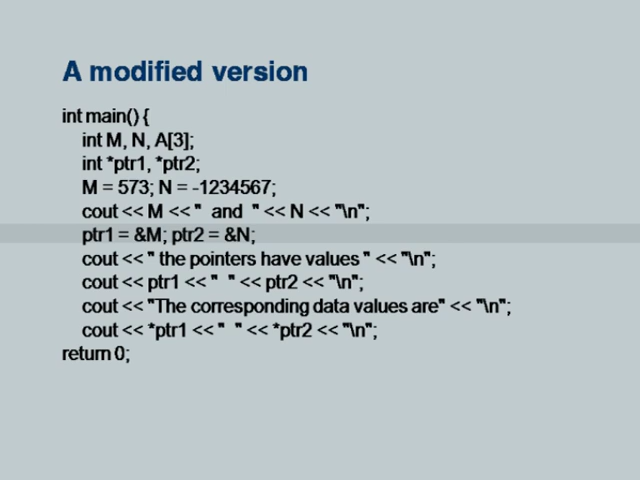 A modified version
int main() {
int M, N, A[3];
int *ptr1, *ptr2;
M = 573; N = -1234567;
cout << M << "  and  " << N << "\n";
ptr1 = &M; ptr2 = &N;
cout << " the pointers have values " << "\n";
cout << ptr1 << "  " << ptr2 << "\n";
cout << "The corresponding data values are" << "\n";
cout << *ptr1 << "  " << *ptr2 << "\n";
return 0;